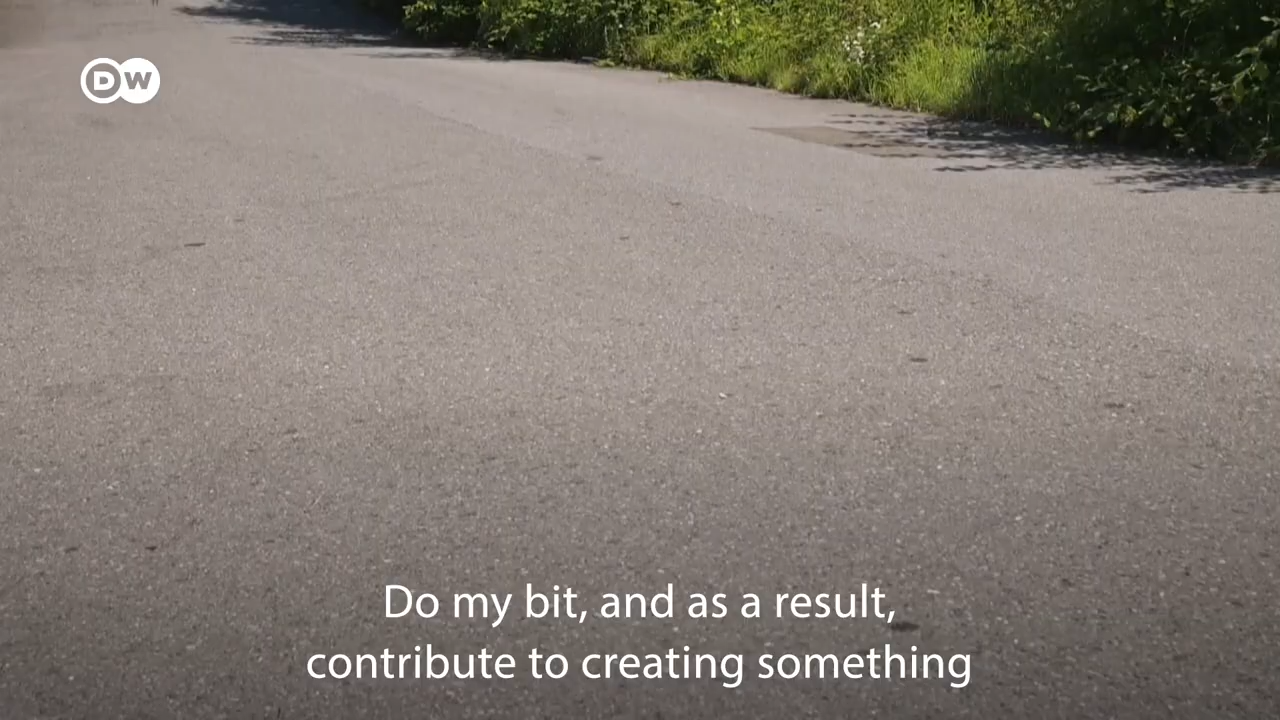 DW
Do my bit, and as a result,
contribute to creating something